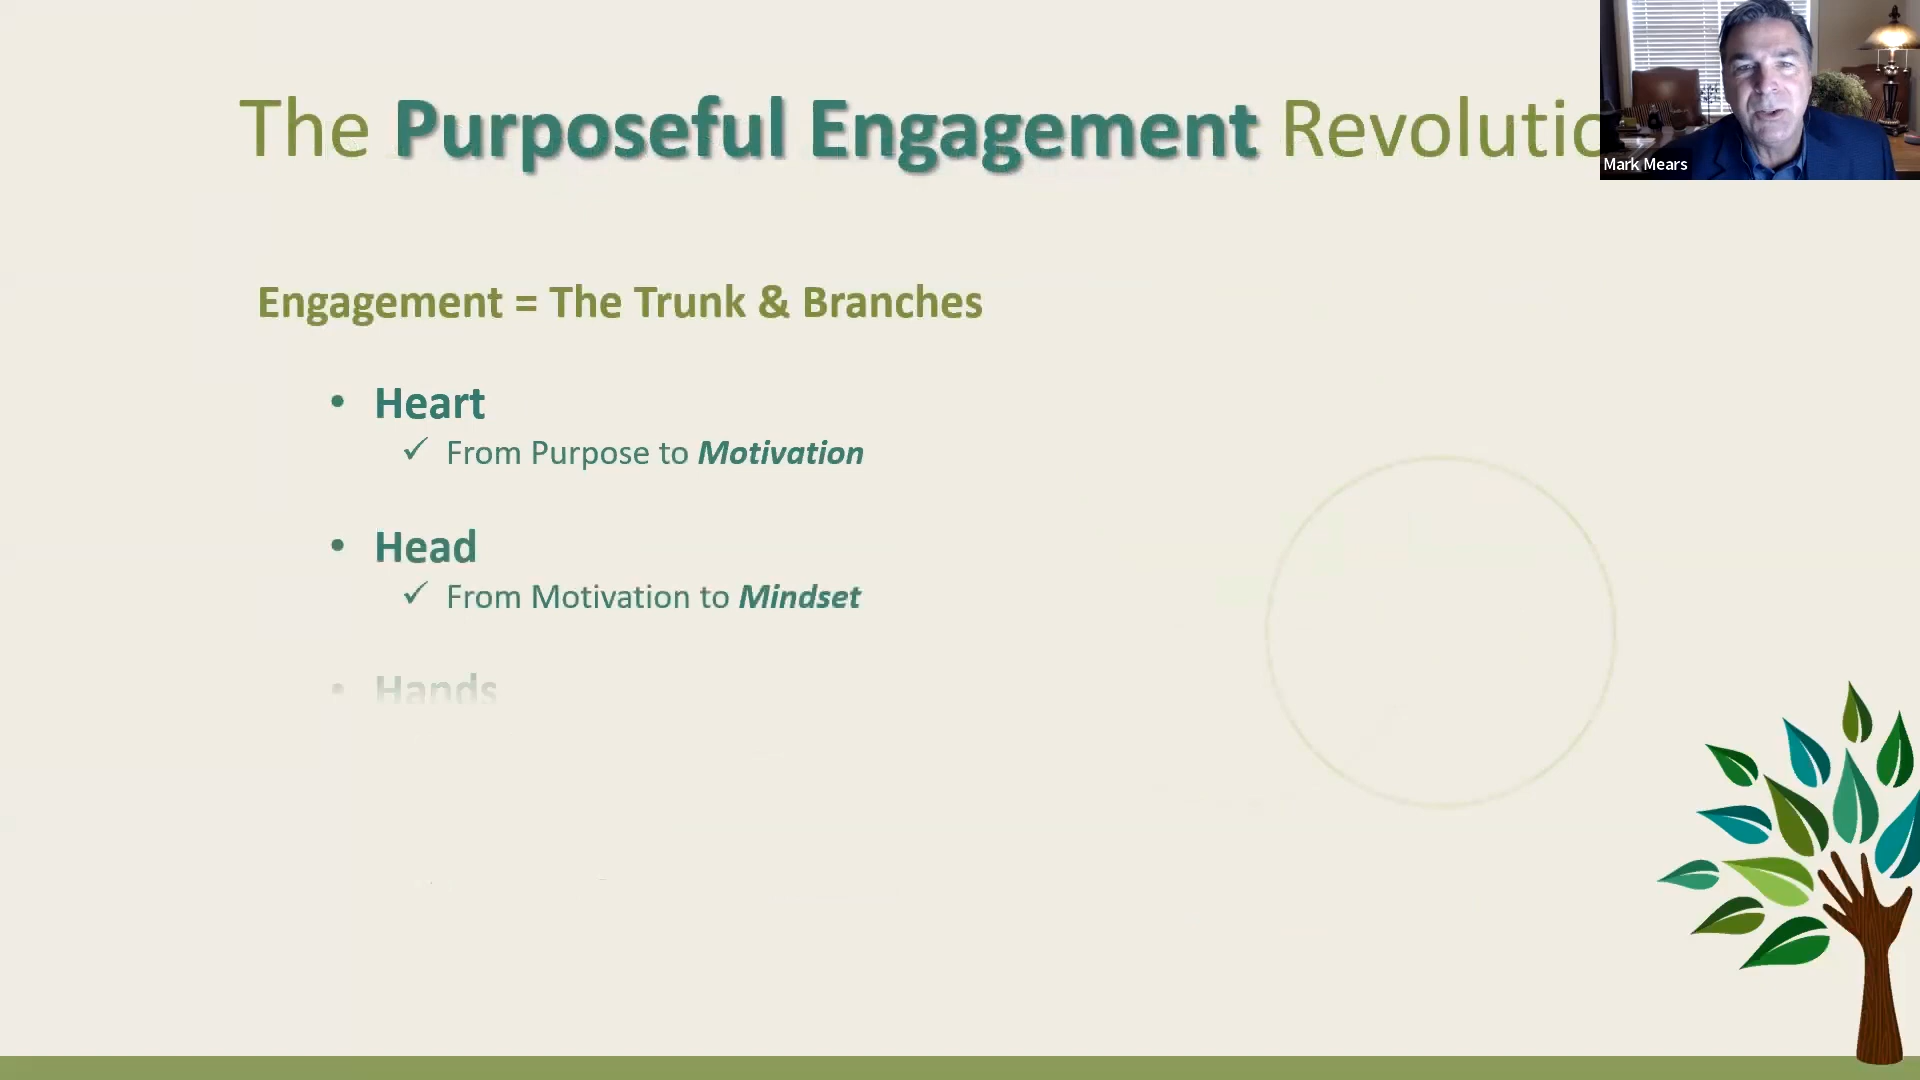 The Purposeful Engagement Revolutio
Mark Mears
Engagement = The Trunk & Branches
• Heart
✓ From Purpose to Motivation
• Head
✓ From Motivation to Mindset
• Hands